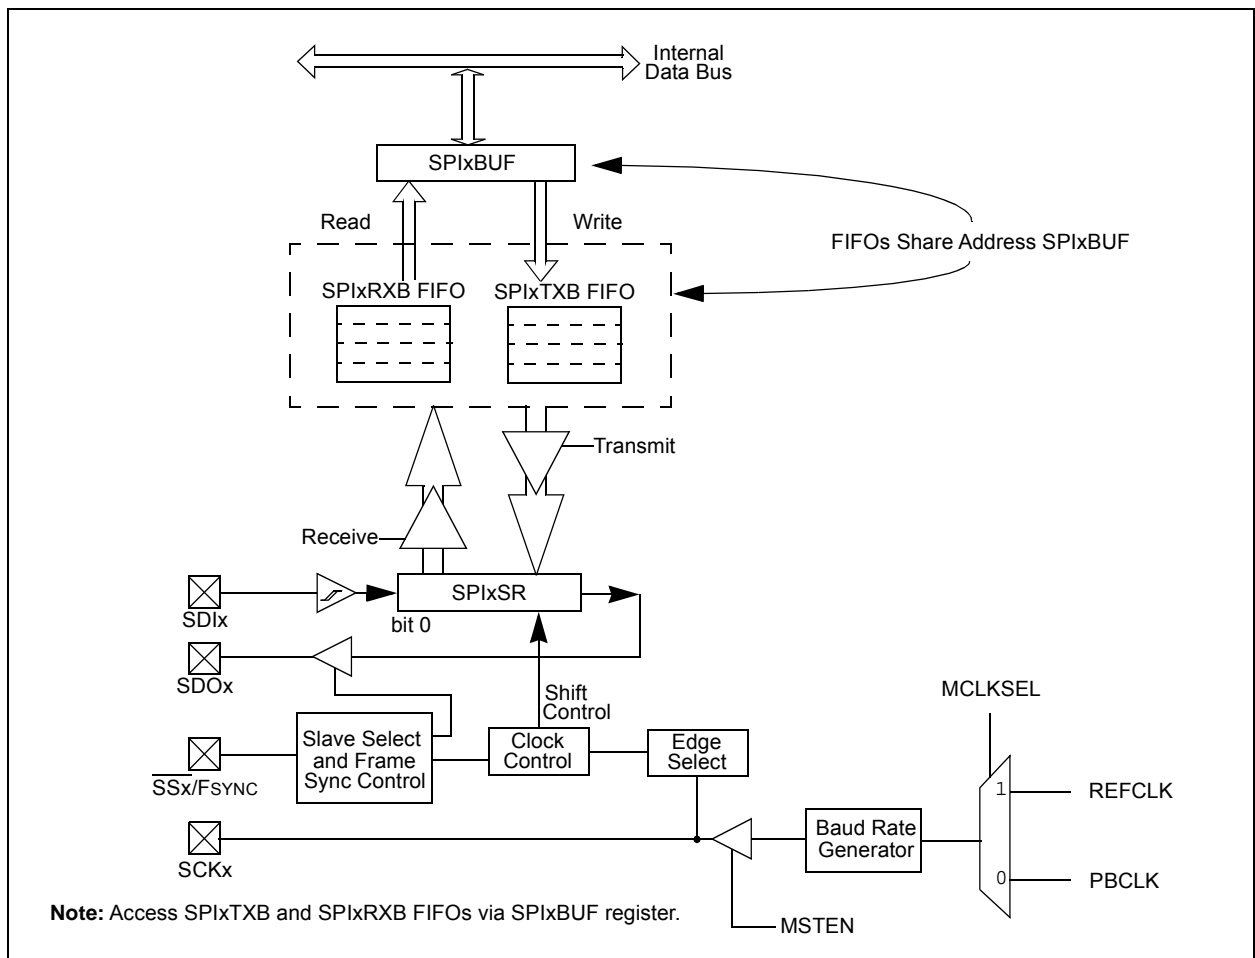 Internal
Data Bus
SPIxBUF
Read
Write
FIFOs Share Address SPIxBUF
SPIxRXB FIFO
SPIxTXB FIFO
Transmit
Receive
SPIxSR
SDIx
bit 0
SDOx
Shift
Control
MCLKSEL
Slave Select
and Frame
Sync Control
Clock
Control
Edge
Select
SSx/FSYNC
1
REFCLK
Baud Rate
Generator
SCKx
0
PBCLK
Note: Access SPIxTXB and SPIxRXB FIFOs via SPIxBUF register.
MSTEN